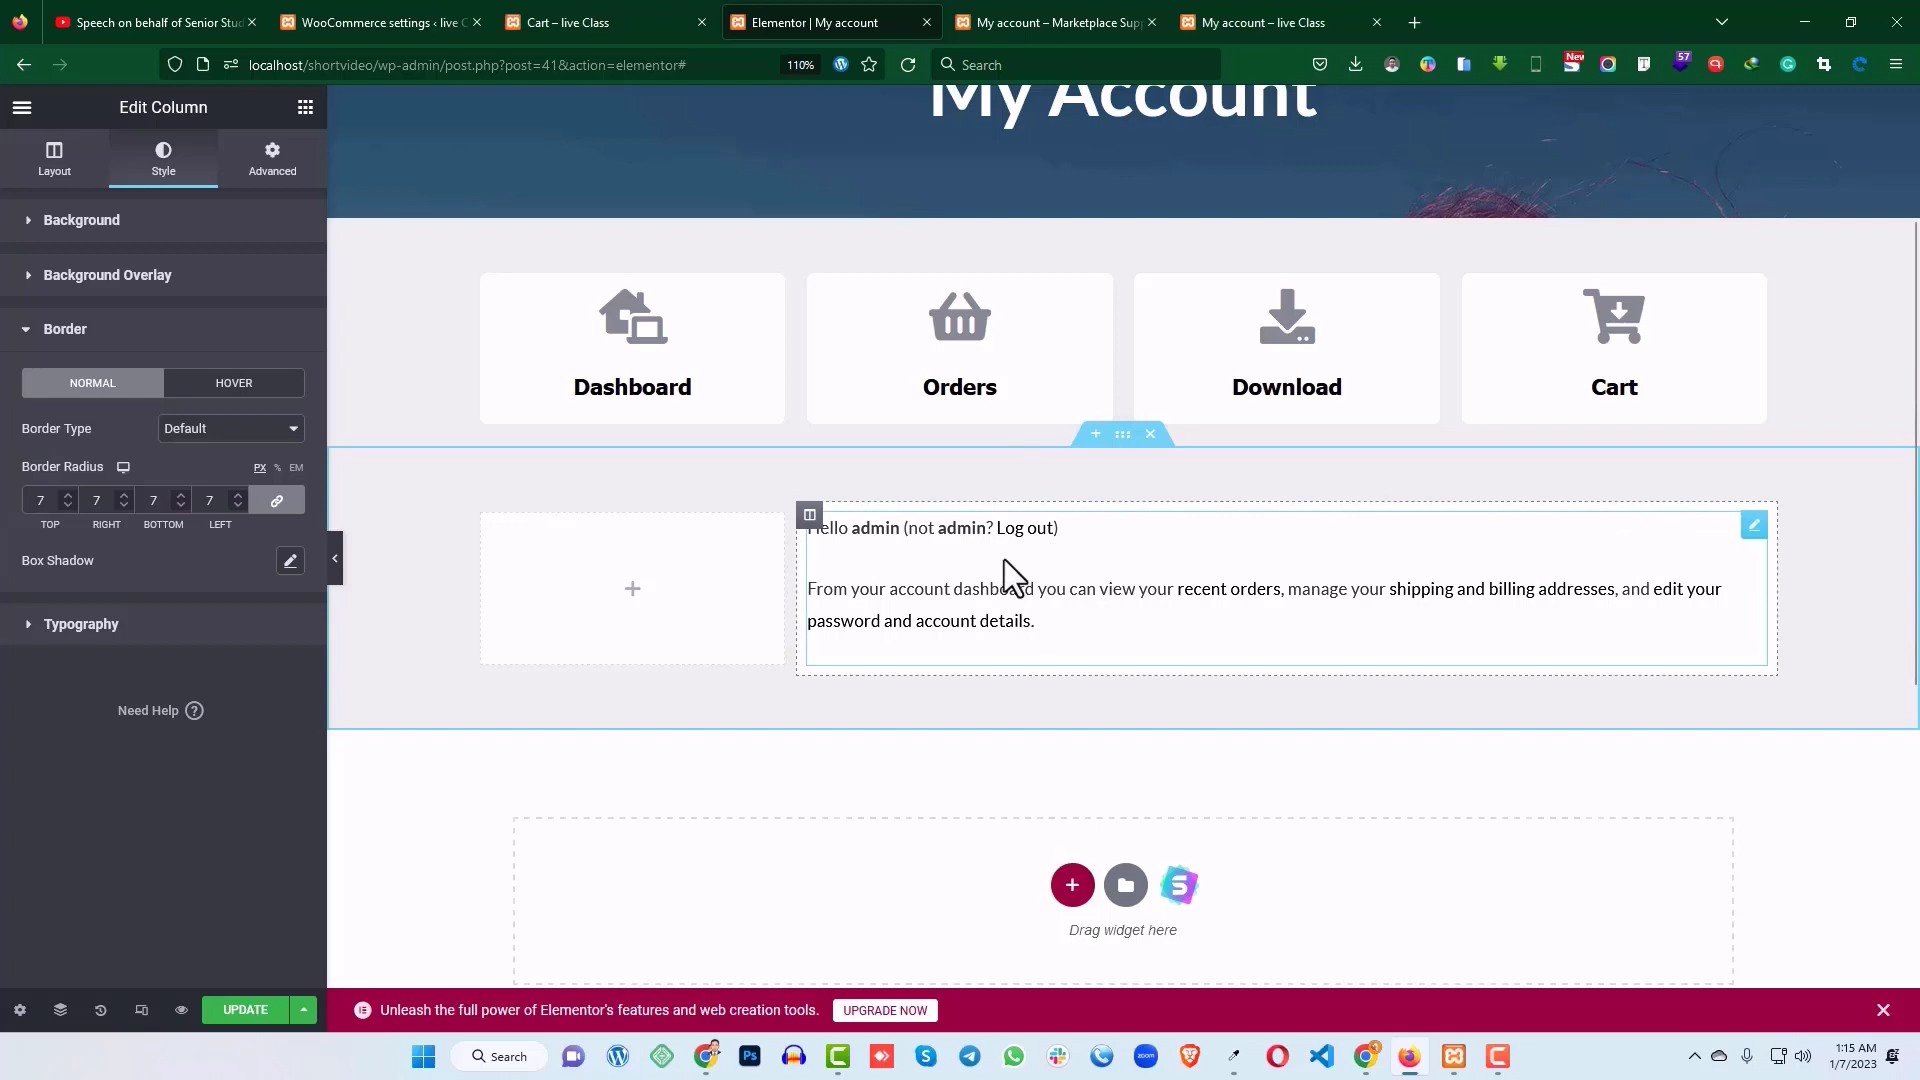 Speech on behalf of Senior Stud
WooCommerce settings ‹ live C
Cart – live Class
Elementor | My account
My account – Marketplace Sup
My account – live Class
localhost/shortvideo/wp-admin/post.php?post=41&action=elementor#
110%
Search
New
57
Edit Column
Layout
Style
Advanced
Background
Background Overlay
Border
NORMAL
HOVER
Border Type
Default
Border Radius
PX % EM
7 7 7 7
TOP RIGHT BOTTOM LEFT
Box Shadow
Typography
Need Help ?
UPDATE
My Account
Dashboard
Orders
Download
Cart
Hello admin (not admin? Log out)
From your account dashboard you can view your recent orders, manage your shipping and billing addresses, and edit your
password and account details.
Drag widget here
Unleash the full power of Elementor's features and web creation tools.
UPGRADE NOW
Search
Ps
zoom
1:15 AM
1/7/2023